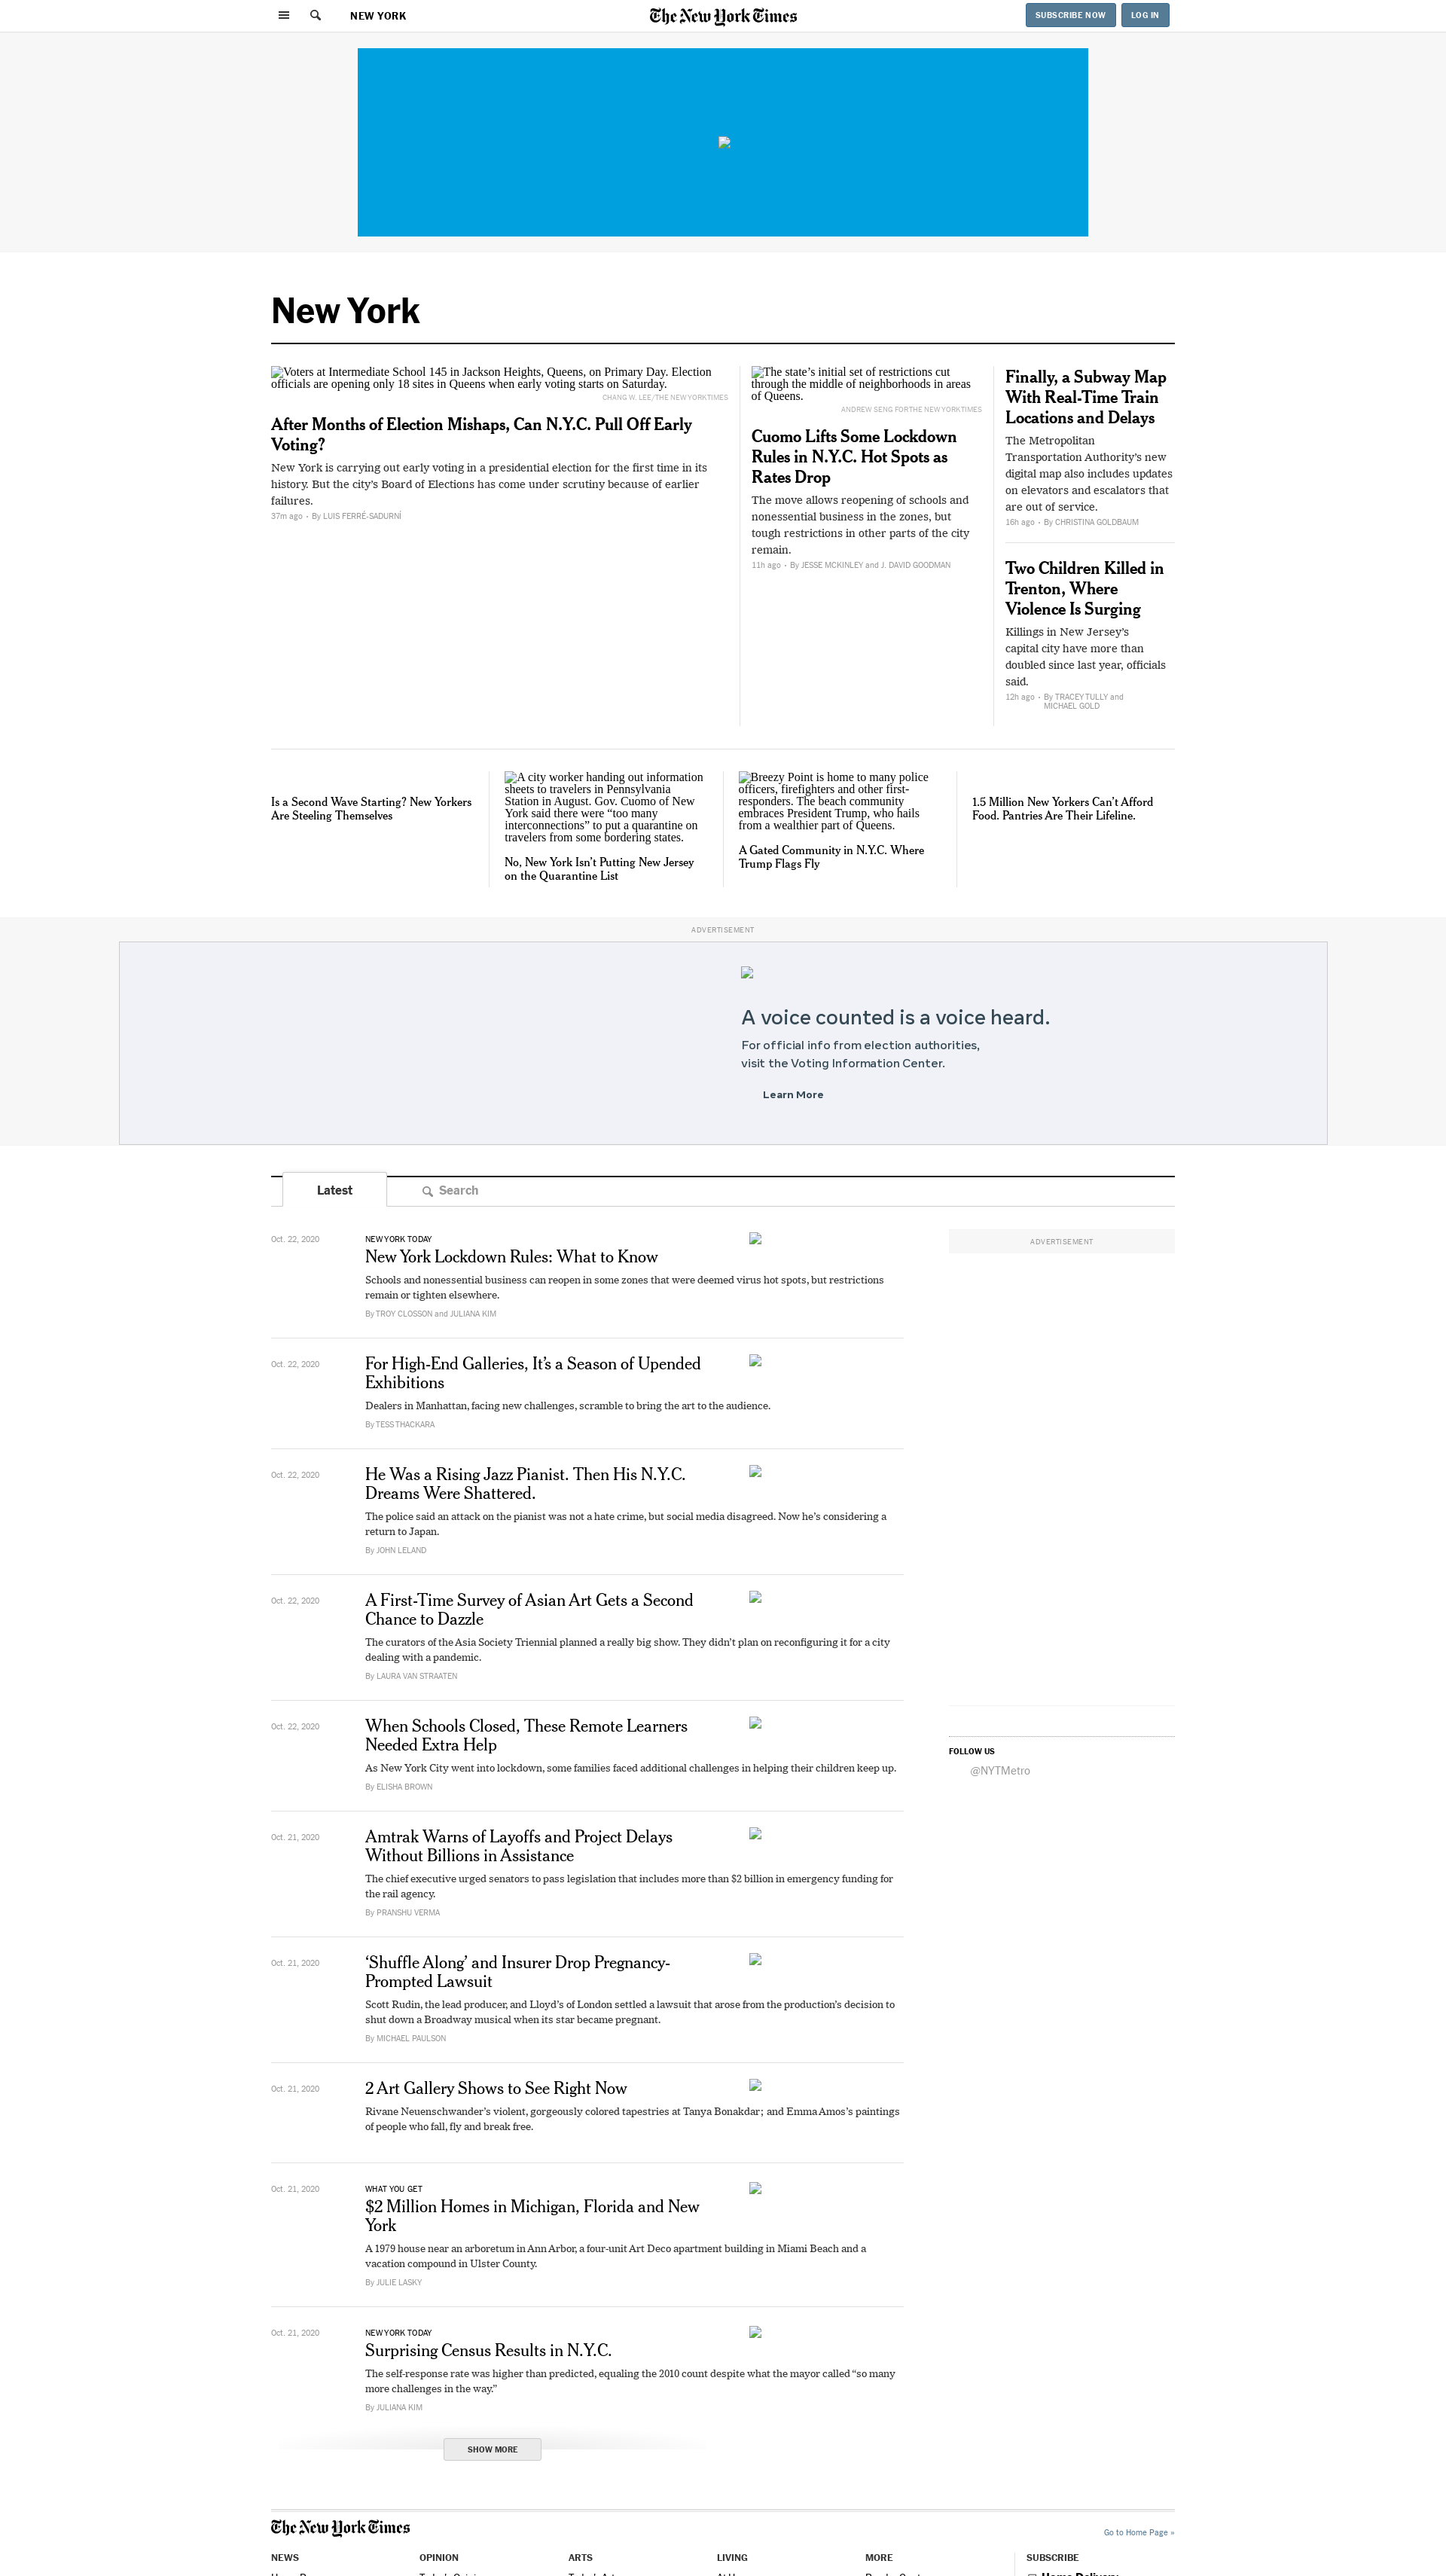 NEW YORK
The New York Times
SUBSCRIBE NOW
LOG IN
New York
Voters at Intermediate School 145 in Jackson Heights, Queens, on Primary Day. Election
officials are opening only 18 sites in Queens when early voting starts on Saturday.
CHANG W. LEE/THE NEW YORK TIMES
After Months of Election Mishaps, Can N.Y.C. Pull Off Early
Voting?
New York is carrying out early voting in a presidential election for the first time in its
history. But the city’s Board of Elections has come under scrutiny because of earlier
failures.
37m ago • By LUIS FERRÉ-SADURNÍ
The state’s initial set of restrictions cut
through the middle of neighborhoods in areas
of Queens.
ANDREW SENG FOR THE NEW YORK TIMES
Cuomo Lifts Some Lockdown
Rules in N.Y.C. Hot Spots as
Rates Drop
The move allows reopening of schools and
nonessential business in the zones, but
tough restrictions in other parts of the city
remain.
11h ago • By JESSE MCKINLEY and J. DAVID GOODMAN
Finally, a Subway Map
With Real-Time Train
Locations and Delays
The Metropolitan
Transportation Authority’s new
digital map also includes updates
on elevators and escalators that
are out of service.
16h ago • By CHRISTINA GOLDBAUM
Two Children Killed in
Trenton, Where
Violence Is Surging
Killings in New Jersey’s
capital city have more than
doubled since last year, officials
said.
12h ago • By TRACEY TULLY and
MICHAEL GOLD
Is a Second Wave Starting? New Yorkers
Are Steeling Themselves
A city worker handing out information
sheets to travelers in Pennsylvania
Station in August. Gov. Cuomo of New
York said there were “too many
interconnections” to put a quarantine on
travelers from some bordering states.
No, New York Isn’t Putting New Jersey
on the Quarantine List
Breezy Point is home to many police
officers, firefighters and other first-
responders. The beach community
embraces President Trump, who hails
from a wealthier part of Queens.
A Gated Community in N.Y.C. Where
Trump Flags Fly
1.5 Million New Yorkers Can’t Afford
Food. Pantries Are Their Lifeline.
ADVERTISEMENT
A voice counted is a voice heard.
For official info from election authorities,
visit the Voting Information Center.
Learn More
Latest
Search
Oct. 22, 2020
NEW YORK TODAY
New York Lockdown Rules: What to Know
Schools and nonessential business can reopen in some zones that were deemed virus hot spots, but restrictions
remain or tighten elsewhere.
By TROY CLOSSON and JULIANA KIM
ADVERTISEMENT
Oct. 22, 2020
For High-End Galleries, It’s a Season of Upended
Exhibitions
Dealers in Manhattan, facing new challenges, scramble to bring the art to the audience.
By TESS THACKARA
Oct. 22, 2020
He Was a Rising Jazz Pianist. Then His N.Y.C.
Dreams Were Shattered.
The police said an attack on the pianist was not a hate crime, but social media disagreed. Now he’s considering a
return to Japan.
By JOHN LELAND
Oct. 22, 2020
A First-Time Survey of Asian Art Gets a Second
Chance to Dazzle
The curators of the Asia Society Triennial planned a really big show. They didn’t plan on reconfiguring it for a city
dealing with a pandemic.
By LAURA VAN STRAATEN
Oct. 22, 2020
When Schools Closed, These Remote Learners
Needed Extra Help
As New York City went into lockdown, some families faced additional challenges in helping their children keep up.
By ELISHA BROWN
FOLLOW US
@NYTMetro
Oct. 21, 2020
Amtrak Warns of Layoffs and Project Delays
Without Billions in Assistance
The chief executive urged senators to pass legislation that includes more than $2 billion in emergency funding for
the rail agency.
By PRANSHU VERMA
Oct. 21, 2020
‘Shuffle Along’ and Insurer Drop Pregnancy-
Prompted Lawsuit
Scott Rudin, the lead producer, and Lloyd’s of London settled a lawsuit that arose from the production’s decision to
shut down a Broadway musical when its star became pregnant.
By MICHAEL PAULSON
Oct. 21, 2020
2 Art Gallery Shows to See Right Now
Rivane Neuenschwander’s violent, gorgeously colored tapestries at Tanya Bonakdar; and Emma Amos’s paintings
of people who fall, fly and break free.
Oct. 21, 2020
WHAT YOU GET
$2 Million Homes in Michigan, Florida and New
York
A 1979 house near an arboretum in Ann Arbor, a four-unit Art Deco apartment building in Miami Beach and a
vacation compound in Ulster County.
By JULIE LASKY
Oct. 21, 2020
NEW YORK TODAY
Surprising Census Results in N.Y.C.
The self-response rate was higher than predicted, equaling the 2010 count despite what the mayor called “so many
more challenges in the way.”
By JULIANA KIM
SHOW MORE
The New York Times
Go to Home Page »
NEWS
OPINION
ARTS
LIVING
MORE
SUBSCRIBE